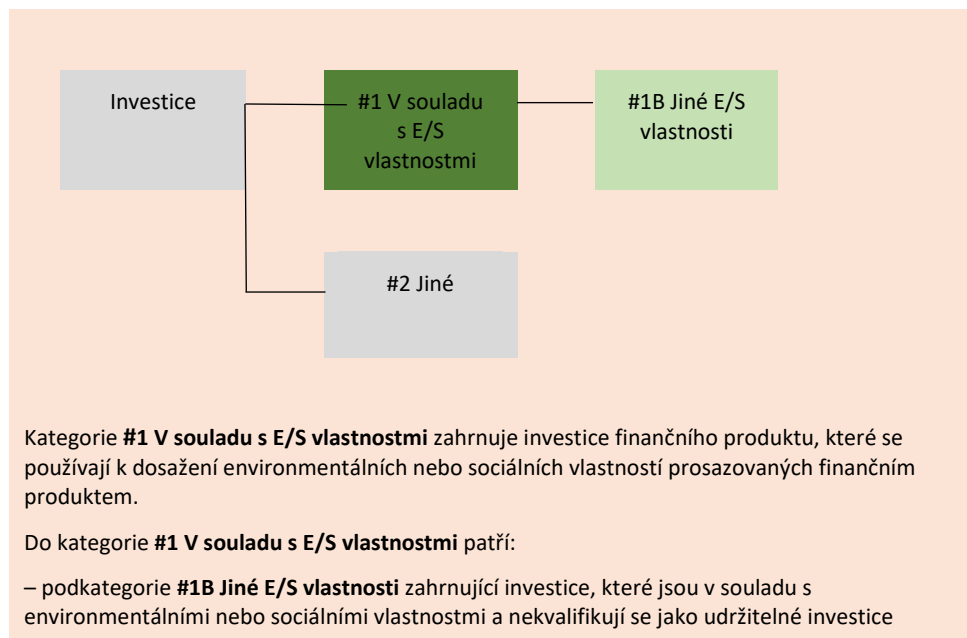 Investice
#1 V souladu
s E/S
vlastnostmi
#1B Jiné E/S
vlastnosti
#2 Jiné
Kategorie #1 V souladu s E/S vlastnostmi zahrnuje investice finančního produktu, které se
používají k dosažení environmentálních nebo sociálních vlastností prosazovaných finančním
produktem.
Do kategorie #1 V souladu s E/S vlastnostmi patří:
– podkategorie #1B Jiné E/S vlastnosti zahrnující investice, které jsou v souladu s
environmentálními nebo sociálními vlastnostmi a nekvalifikují se jako udržitelné investice